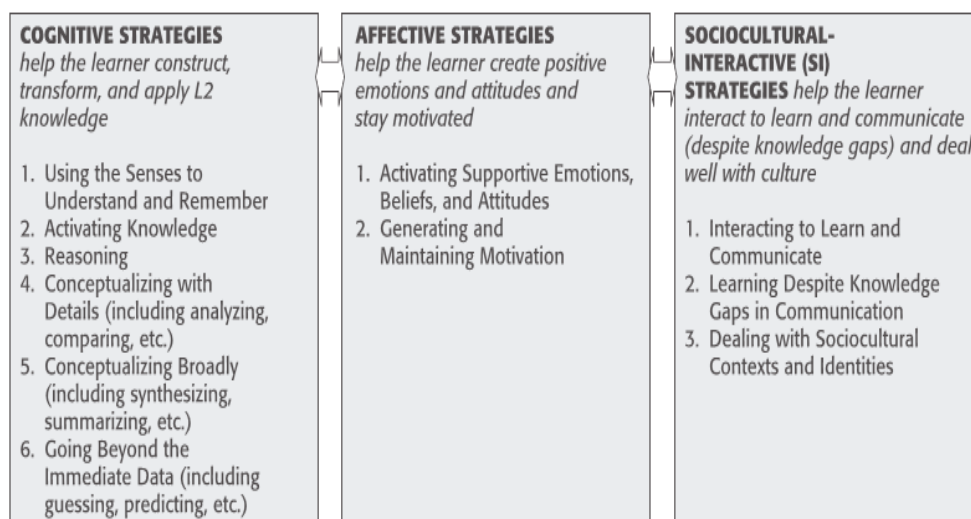 COGNITIVE STRATEGIES
help the learner construct,
transform, and apply L2
knowledge
1. Using the Senses to
Understand and Remember
2. Activating Knowledge
3. Reasoning
4. Conceptualizing with
Details (including analyzing,
comparing, etc.)
5. Conceptualizing Broadly
(including synthesizing,
summarizing, etc.)
6. Going Beyond the
Immediate Data (including
guessing, predicting, etc.)
AFFECTIVE STRATEGIES
help the learner create positive
emotions and attitudes and
stay motivated
1. Activating Supportive Emotions,
Beliefs, and Attitudes
2. Generating and
Maintaining Motivation
SOCIOCULTURAL-
INTERACTIVE (SI)
STRATEGIES help the learner
interact to learn and communicate
(despite knowledge gaps) and deal
well with culture
1. Interacting to Learn and
Communicate
2. Learning Despite Knowledge
Gaps in Communication
3. Dealing with Sociocultural
Contexts and Identities